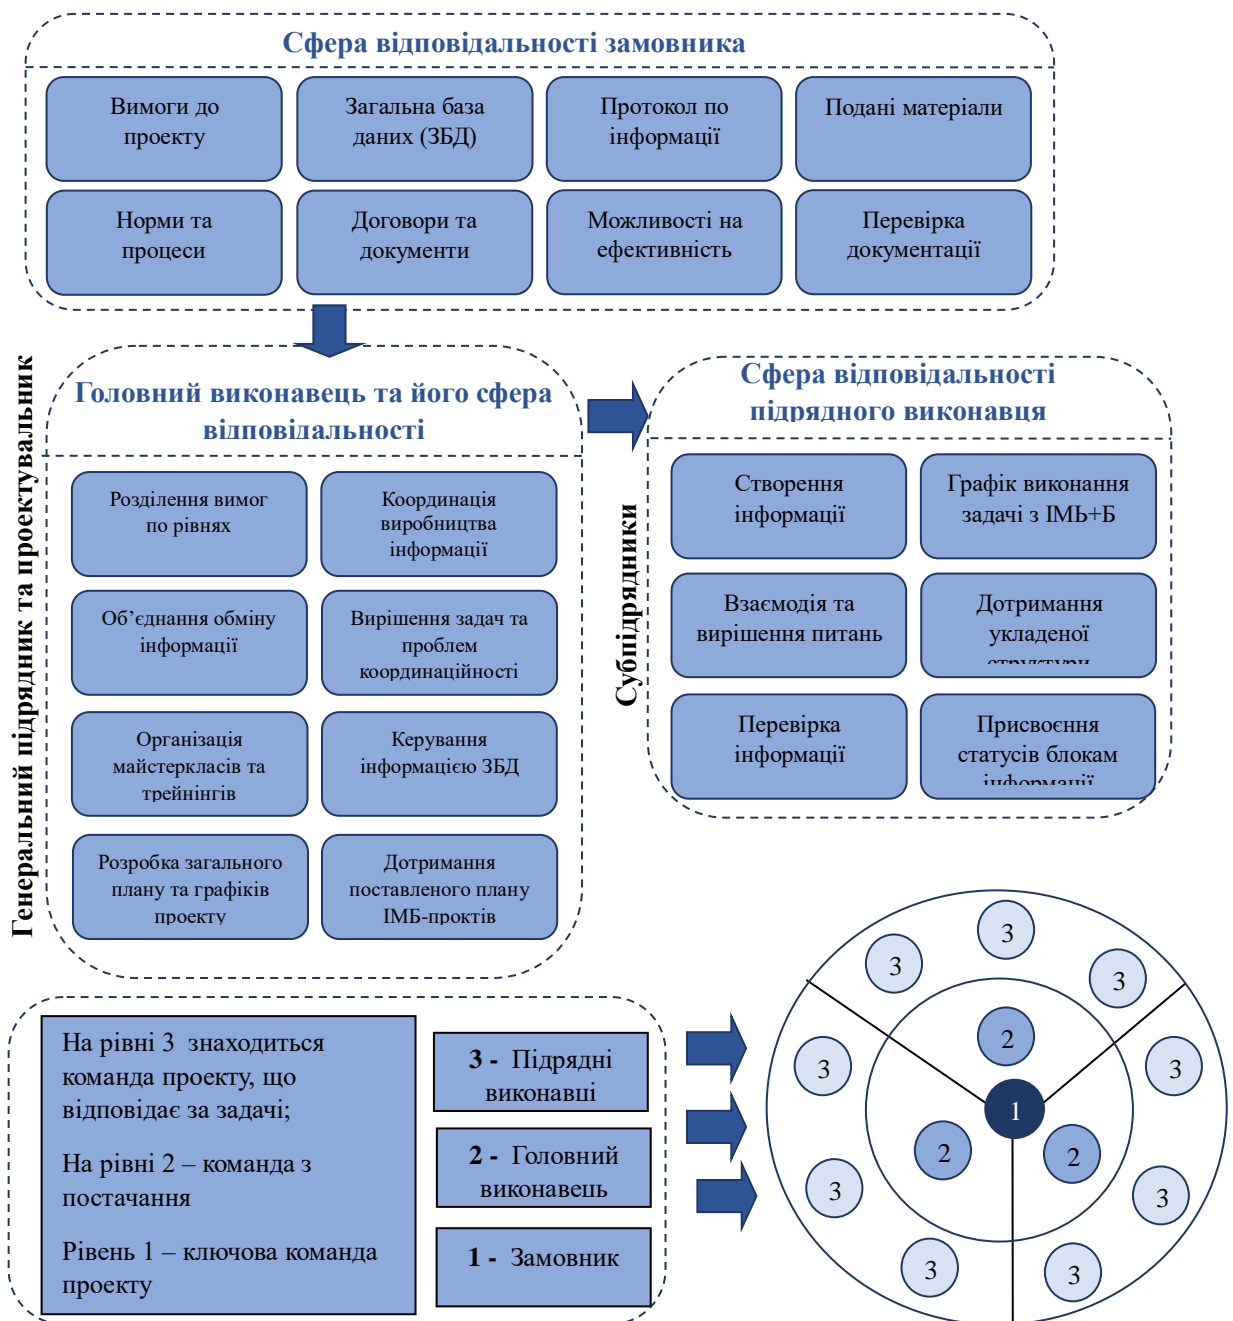 Сфера відповідальності замовника
Вимоги до
проекту
Загальна база
даних (ЗБД)
Протокол по
інформації
Подані матеріали
Норми та
процеси
Договори та
документи
Можливості на
ефективність
Перевірка
документації
Генеральний підрядник та проектувальник
Головний виконавець та його сфера
відповідальності
Розділення вимог
по рівнях
Координація
виробництва
інформації
Об’єднання обміну
інформації
Вирішення задач та
проблем
координаційності
Організація
майстеркласів та
трейнінгів
Керування
інформацією ЗБД
Розробка загального
плану та графіків
проекту
Дотримання
поставленого плану
ІМБ-проктів
Субпідрядники
Сфера відповідальності
підрядного виконавця
Створення
інформації
Графік виконання
задачі з ІМЬ+Б
Взаємодія та
вирішення питань
Дотримання
укладеної
структури
Перевірка
інформації
Присвоєння
статусів блокам
інформації
На рівні 3 знаходиться
команда проекту, що
відповідає за задачі;
На рівні 2 – команда з
постачання
Рівень 1 – ключова команда
проекту
3 - Підрядні
виконавці
2 - Головний
виконавець
1 - Замовник
3
3
3
2
3
3
1
2
2
3
3
3
3